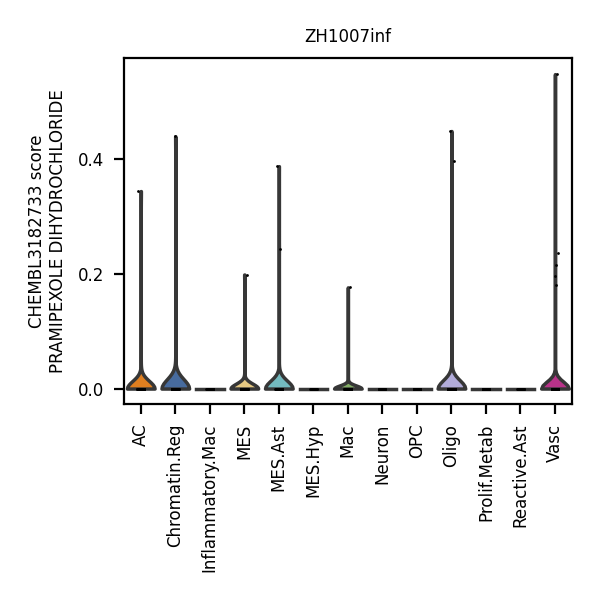 ZH1007inf
CHEMBL3182733 score
PRAMIPEXOLE DIHYDROCHLORIDE
0.4
0.2
0.0
AC
Chromatin.Reg
Inflammatory.Mac
MES
MES.Ast
MES.Hyp
Mac
Neuron
OPC
Oligo
Prolif.Metab
Reactive.Ast
Vasc